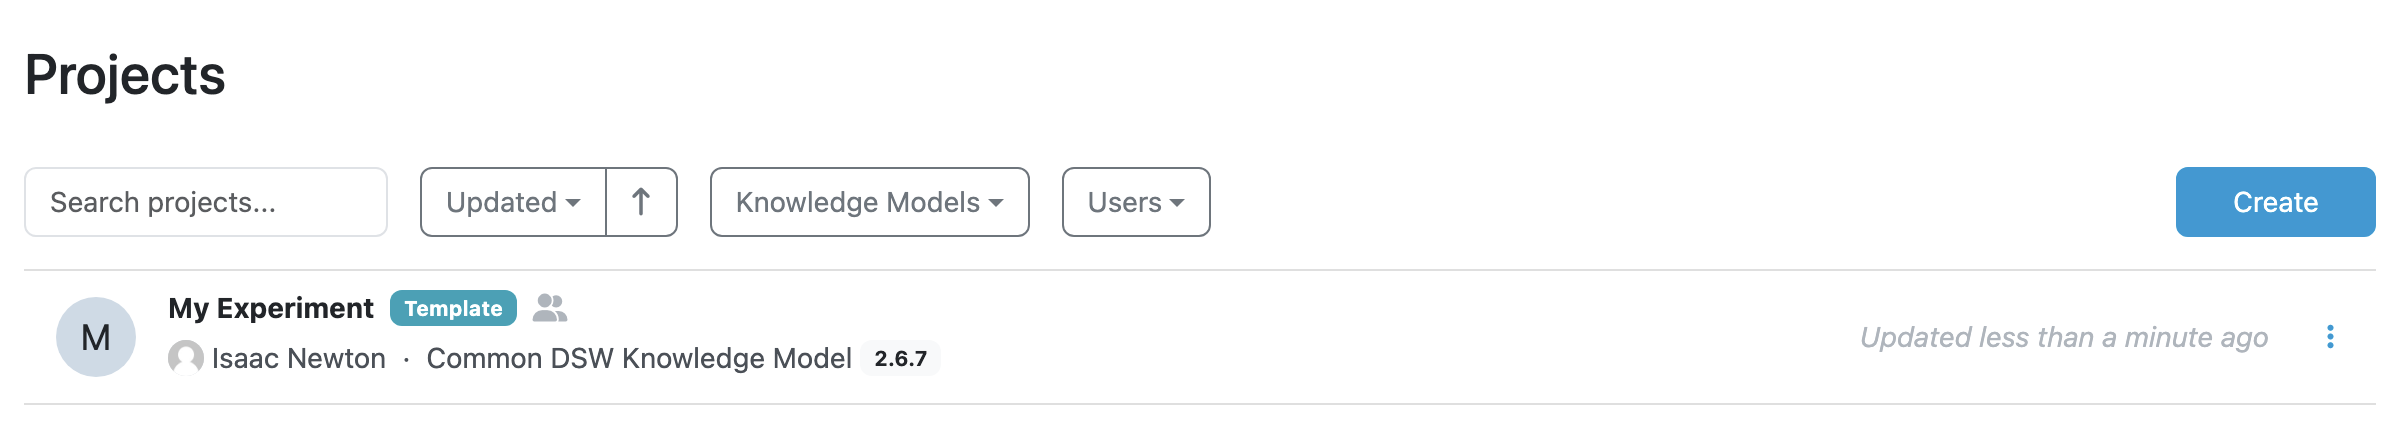 Projects
Search projects...
Updated
Knowledge Models
Users
Create
M
My Experiment Template
Isaac Newton · Common DSW Knowledge Model 2.6.7
Updated less than a minute ago